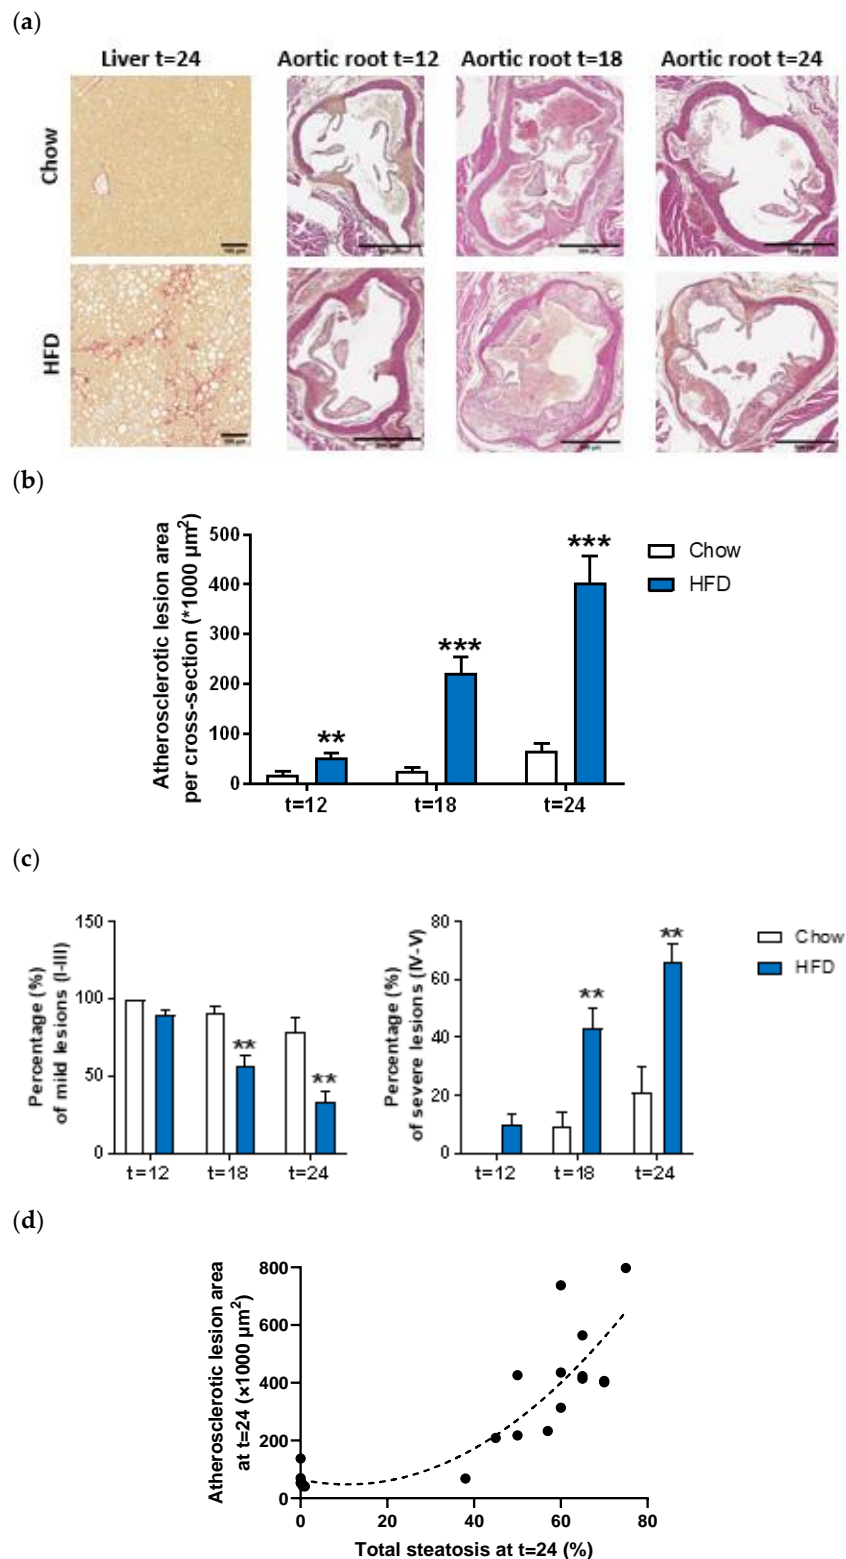 (a)
Liver t=24 Aortic root t=12 Aortic root t=18 Aortic root t=24
Chow
HFD
(b)
Atherosclerotic lesion area
per cross-section (*1000 µm²)
500
400
300
200
100
0
** *** ***
t=12 t=18 t=24
Chow
HFD
(c)
Percentage (%)
of mild lesions (I-III)
150
100
50
0
** **
t=12 t=18 t=24
Percentage (%)
of severe lesions (IV-V)
80
60
40
20
0
** **
t=12 t=18 t=24
Chow
HFD
(d)
Atherosclerotic lesion area
at t=24 (×1000 µm²)
800
600
400
200
0
0 20 40 60 80
Total steatosis at t=24 (%)